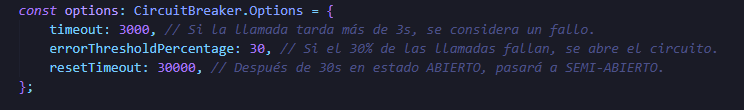 const options: CircuitBreaker.Options = {
timeout: 3000, // Si la llamada tarda más de 3s, se considera un fallo.
errorThresholdPercentage: 30, // Si el 30% de las llamadas fallan, se abre el circuito.
resetTimeout: 30000, // Después de 30s en estado ABIERTO, pasará a SEMI-ABIERTO.
};